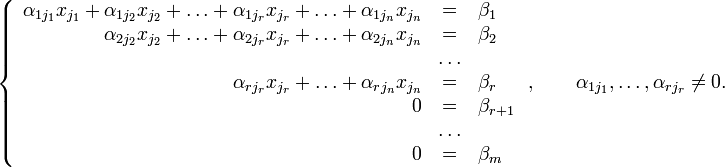 α_{1j_1}x_{j_1} + α_{1j_2}x_{j_2} + … + α_{1j_r}x_{j_r} + … + α_{1j_n}x_{j_n} = β_1
α_{2j_2}x_{j_2} + … + α_{2j_r}x_{j_r} + … + α_{2j_n}x_{j_n} = β_2
…
α_{rj_r}x_{j_r} + … + α_{rj_n}x_{j_n} = β_r , α_{1j_1}, …, α_{rj_r} ≠ 0.
0 = β_{r+1}
…
0 = β_m